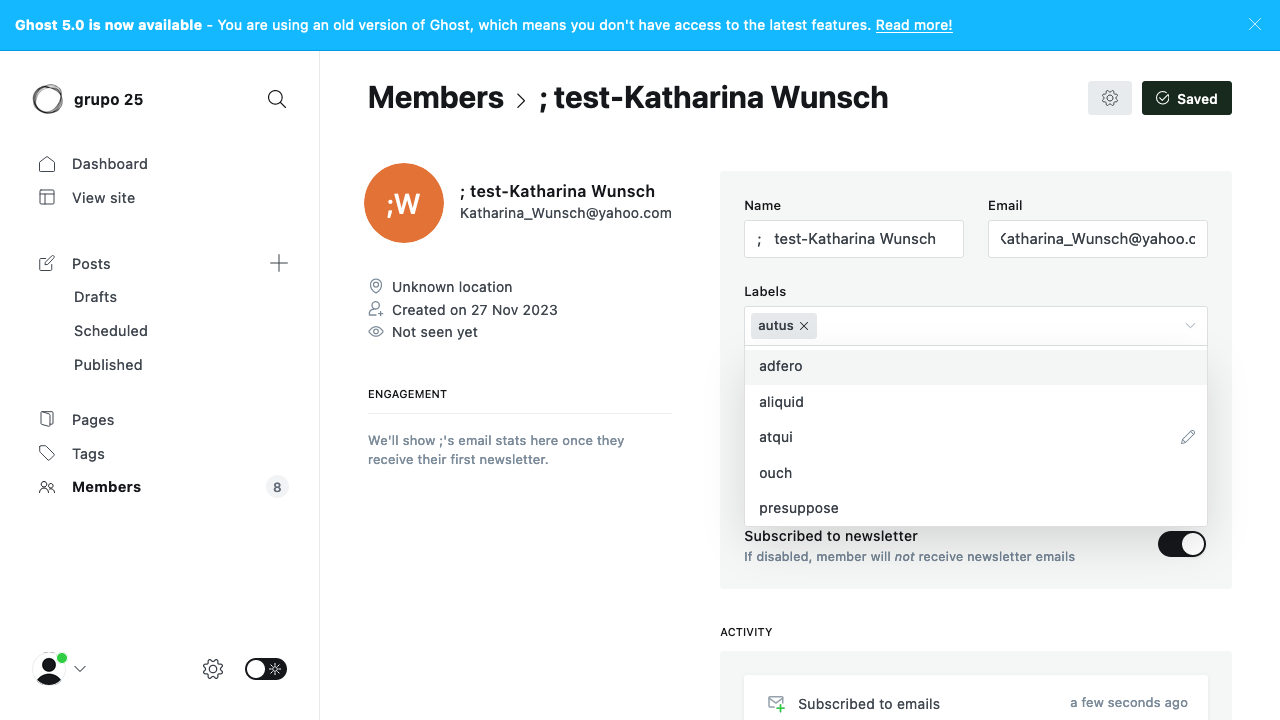 Ghost 5.0 is now available - You are using an old version of Ghost, which means you don't have access to the latest features. Read more!
grupo 25
Dashboard
View site
Posts
Drafts
Scheduled
Published
Pages
Tags
Members
8
Members > ; test-Katharina Wunsch
Saved
;W
; test-Katharina Wunsch
Katharina_Wunsch@yahoo.com
Unknown location
Created on 27 Nov 2023
Not seen yet
ENGAGEMENT
We'll show ;'s email stats here once they
receive their first newsletter.
Name
; test-Katharina Wunsch
Email
Katharina_Wunsch@yahoo.c
Labels
autus
adfero
aliquid
atqui
ouch
presuppose
Subscribed to newsletter
If disabled, member will not receive newsletter emails
ACTIVITY
Subscribed to emails
a few seconds ago